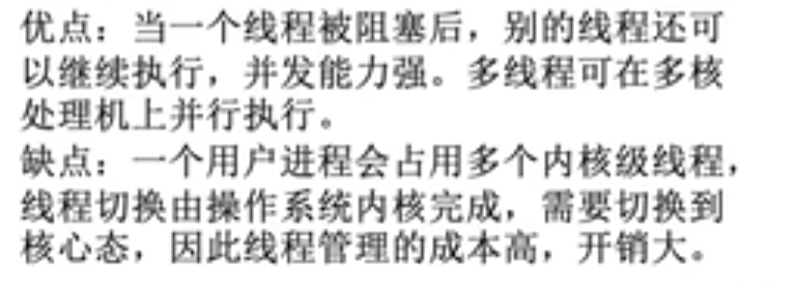 优点：当一个线程被阻塞后，别的线程还可
以继续执行，并发能力强。多线程可在多核
处理机上并行执行。
缺点：一个用户进程会占用多个内核级线程，
线程切换由操作系统内核完成，需要切换到
核心态，因此线程管理的成本高，开销大。